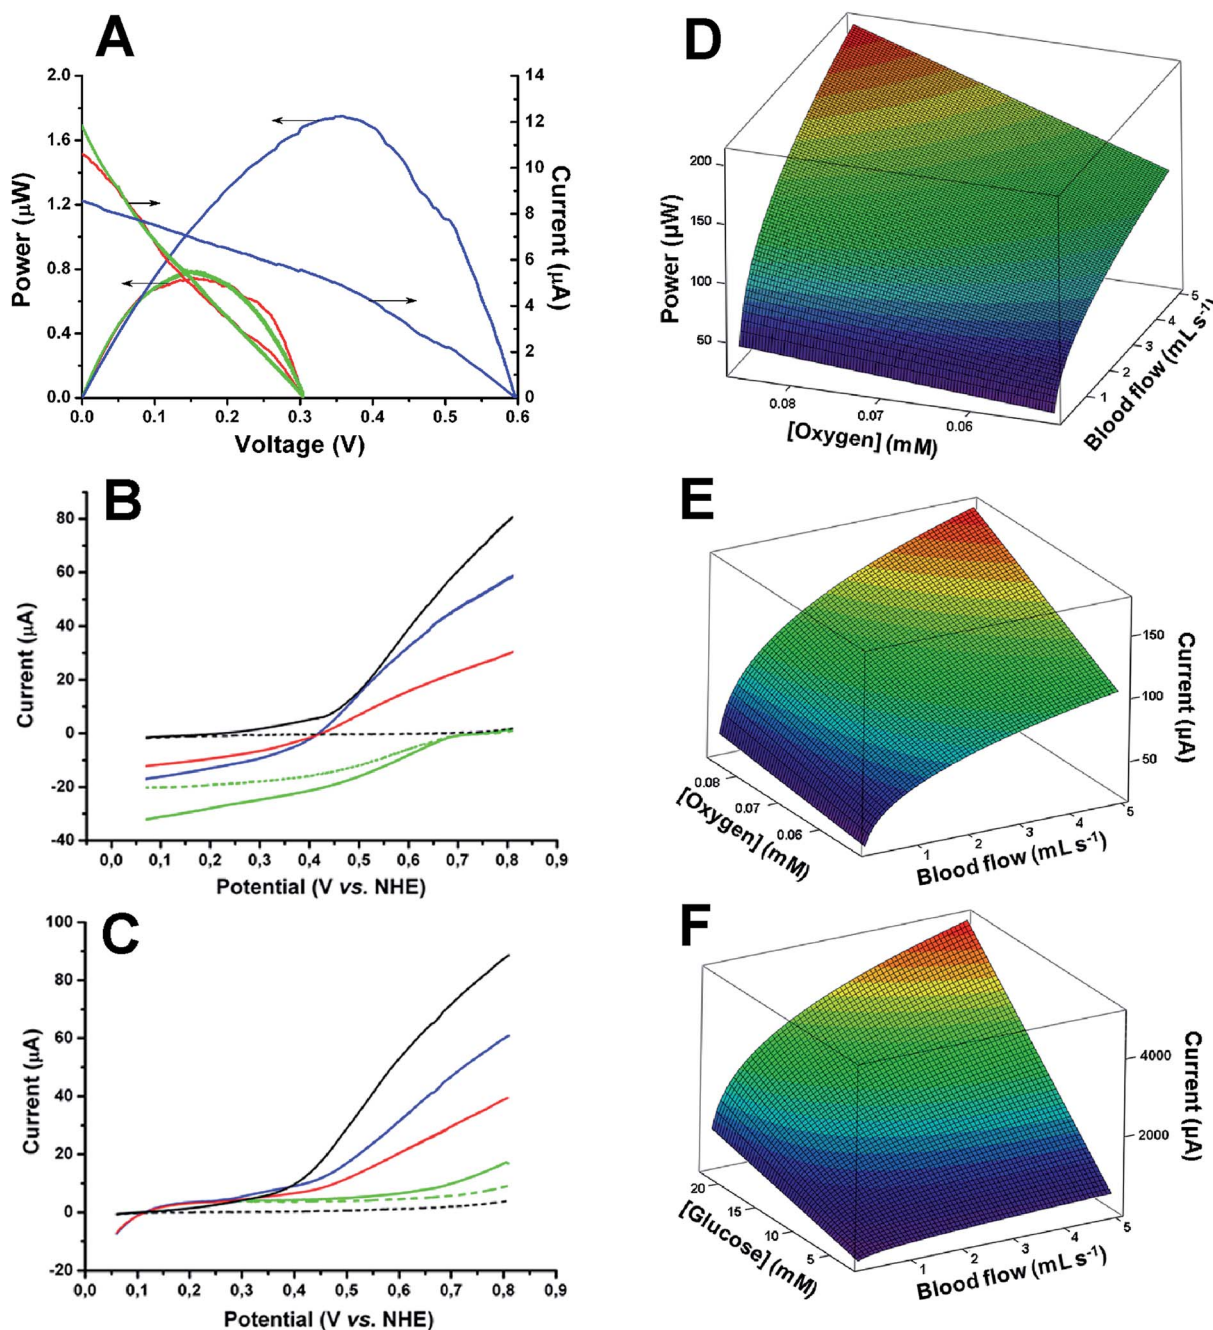 A
2.0
1.6
1.2
0.8
0.4
0.0
Power (µW)
14
12
10
8
6
4
2
0
Current (µA)
0.0 0.1 0.2 0.3 0.4 0.5 0.6
Voltage (V)
D
200
150
100
50
Power (µW)
0.08 0.07 0.06
[Oxygen] (mM)
1 2 3 4 5
Blood flow (mL s⁻¹)
B
80
60
40
20
0
-20
-40
Current (µA)
0,0 0,1 0,2 0,3 0,4 0,5 0,6 0,7 0,8 0,9
Potential (V vs. NHE)
E
150
100
50
Current (µA)
0.08 0.07 0.06
[Oxygen] (mM)
1 2 3 4 5
Blood flow (mL s⁻¹)
C
100
80
60
40
20
0
-20
Current (µA)
0,0 0,1 0,2 0,3 0,4 0,5 0,6 0,7 0,8 0,9
Potential (V vs. NHE)
F
4000
2000
Current (µA)
20 15 10 5
[Glucose] (mM)
1 2 3 4 5
Blood flow (mL s⁻¹)